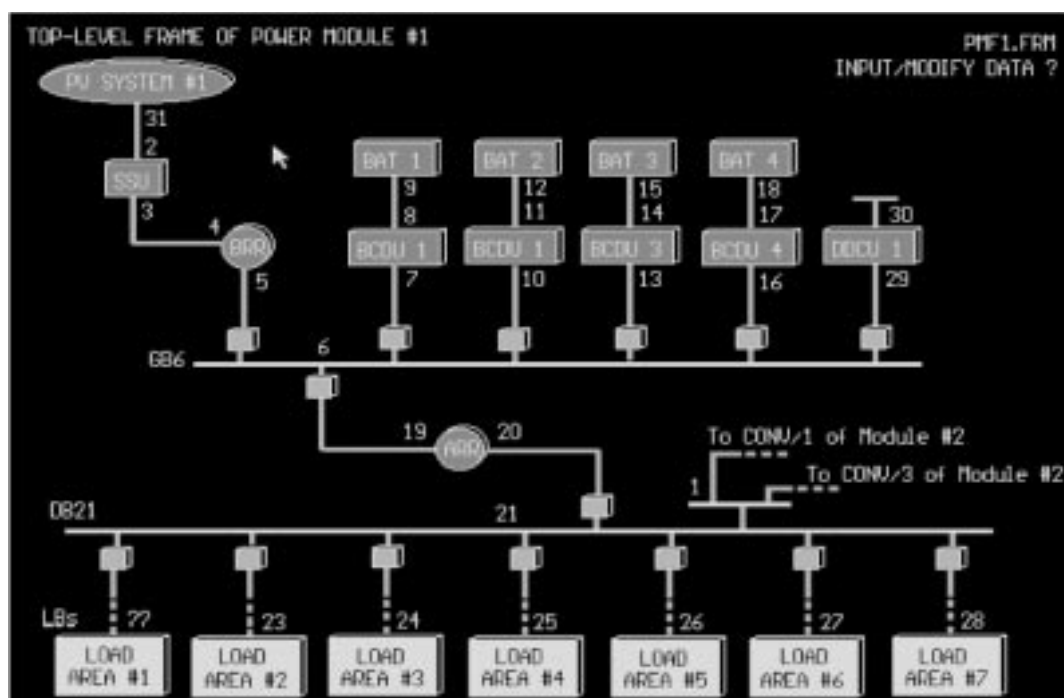 TOP-LEVEL FRAME OF POWER MODULE #1
PMF1.FRM
INPUT/MODIFY DATA ?
PV SYSTEM #1
31
2
SSU
3
4
BRR
5
BAT 1
BAT 2
BAT 3
BAT 4
9
12
15
18
8
11
14
17
30
BCDU 1
BCDU 1
BCDU 3
BCDU 4
DDCU 1
7
10
13
16
29
GB6
6
19
ARR
20
To CONV/1 of Module #2
To CONV/3 of Module #2
1
DB21
21
LBs
77
23
24
25
26
27
28
LOAD AREA #1
LOAD AREA #2
LOAD AREA #3
LOAD AREA #4
LOAD AREA #5
LOAD AREA #6
LOAD AREA #7